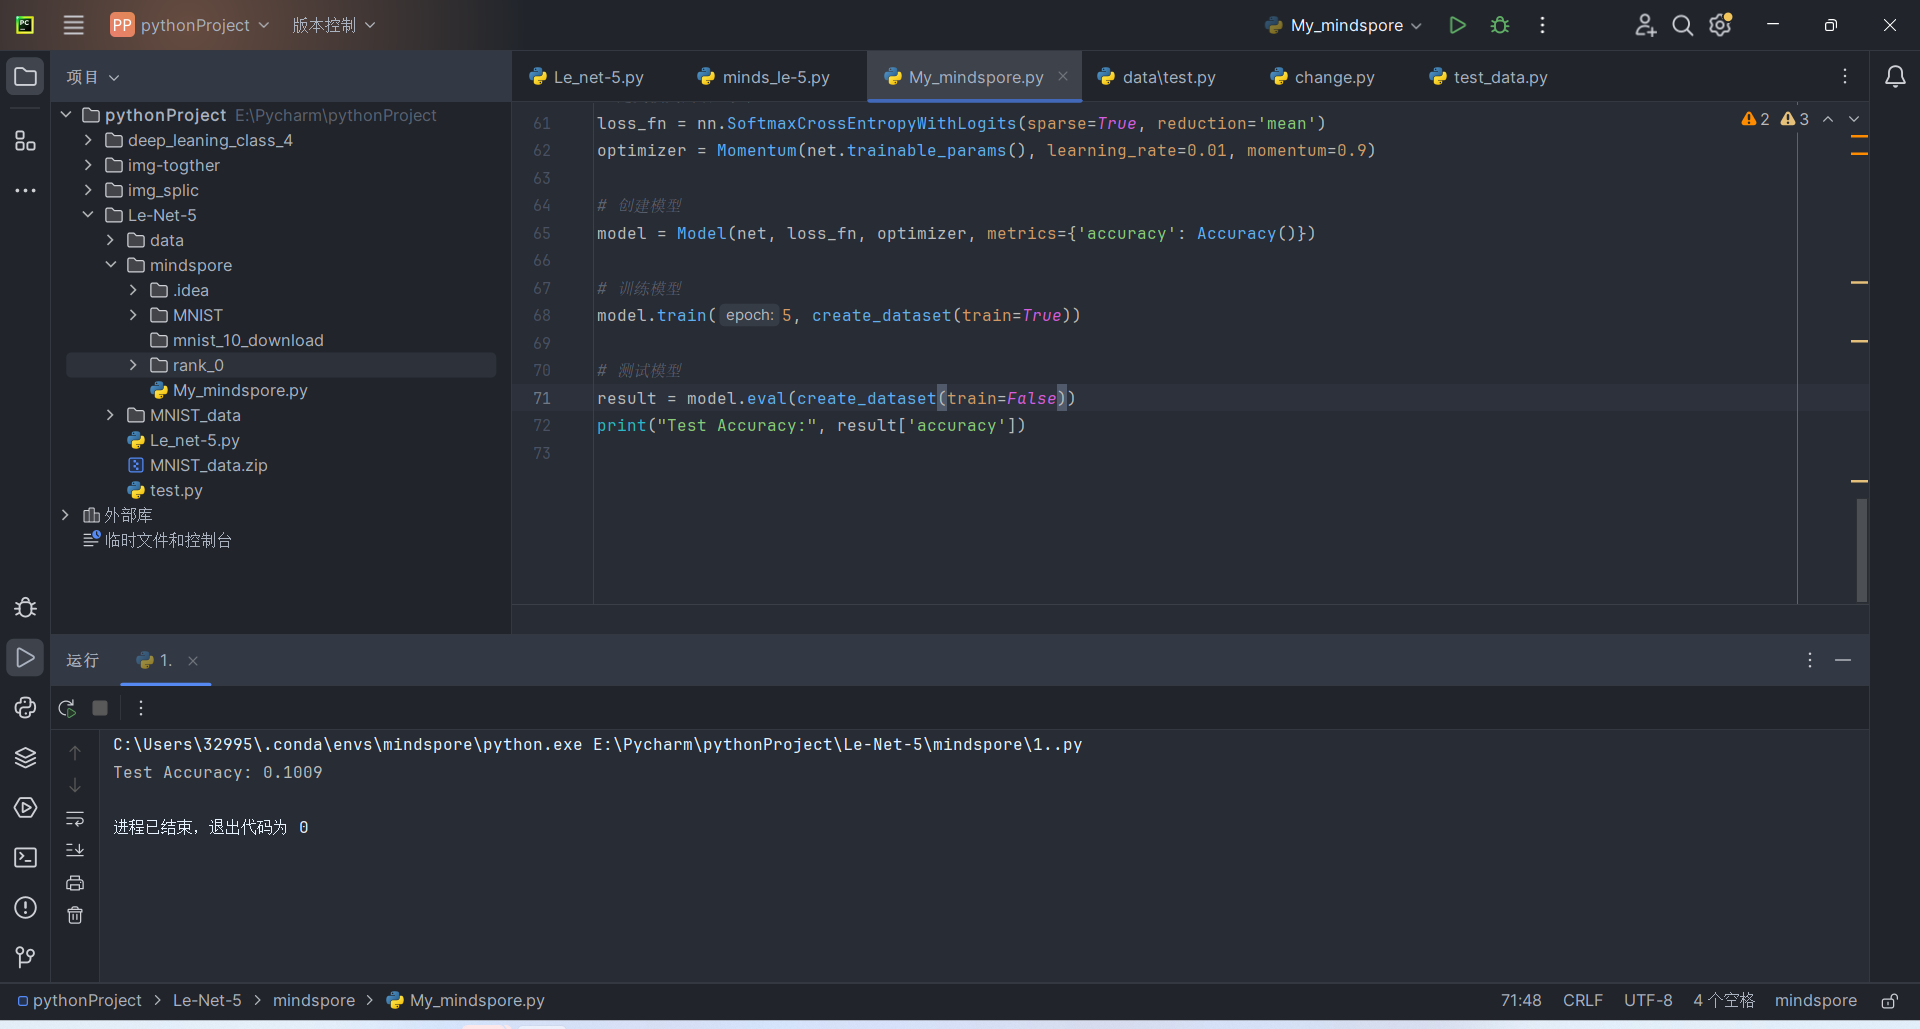 PP pythonProject 版本控制 My_mindspore
项目
pythonProject E:\Pycharm\pythonProject
deep_leaning_class_4
img-togther
img_splic
Le-Net-5
data
mindspore
.idea
MNIST
mnist_10_download
rank_0
My_mindspore.py
MNIST_data
Le_net-5.py
MNIST_data.zip
test.py
外部库
临时文件和控制台
Le_net-5.py minds_le-5.py My_mindspore.py data\test.py change.py test_data.py
2 3
61 loss_fn = nn.SoftmaxCrossEntropyWithLogits(sparse=True, reduction='mean')
62 optimizer = Momentum(net.trainable_params(), learning_rate=0.01, momentum=0.9)
63
64 # 创建模型
65 model = Model(net, loss_fn, optimizer, metrics={'accuracy': Accuracy()})
66
67 # 训练模型
68 model.train( epoch: 5, create_dataset(train=True))
69
70 # 测试模型
71 result = model.eval(create_dataset(train=False))
72 print("Test Accuracy:", result['accuracy'])
73
运行 1.
C:\Users\32995\.conda\envs\mindspore\python.exe E:\Pycharm\pythonProject\Le-Net-5\mindspore\1..py
Test Accuracy: 0.1009
进程已结束，退出代码为 0
pythonProject > Le-Net-5 > mindspore > My_mindspore.py 71:48 CRLF UTF-8 4 个空格 mindspore